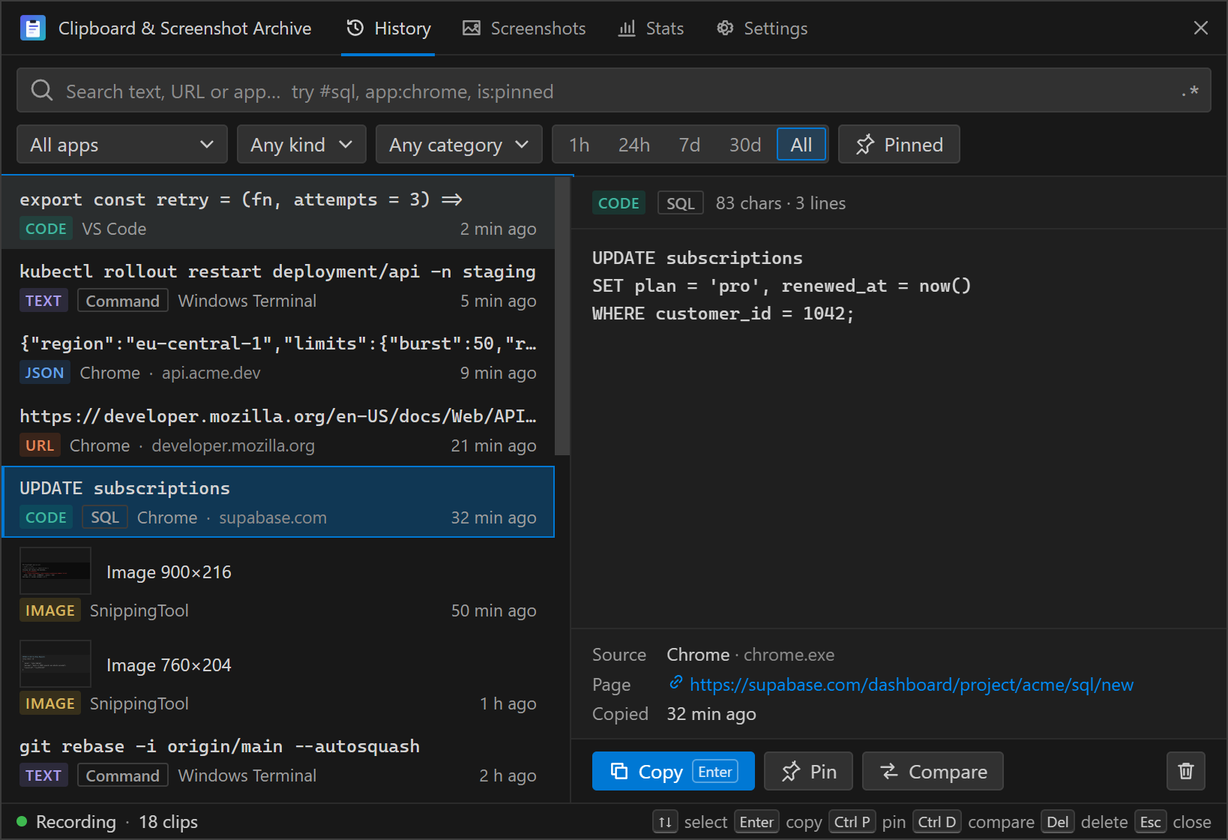 Clipboard & Screenshot Archive History Screenshots Stats Settings
Search text, URL or app... try #sql, app:chrome, is:pinned .*
All apps Any kind Any category 1h 24h 7d 30d All Pinned
export const retry = (fn, attempts = 3) =>
CODE VS Code 2 min ago
kubectl rollout restart deployment/api -n staging
TEXT Command Windows Terminal 5 min ago
{"region":"eu-central-1","limits":{"burst":50,"r…
JSON Chrome · api.acme.dev 9 min ago
https://developer.mozilla.org/en-US/docs/Web/API…
URL Chrome · developer.mozilla.org 21 min ago
UPDATE subscriptions
CODE SQL Chrome · supabase.com 32 min ago
Image 900×216
IMAGE SnippingTool 50 min ago
Image 760×204
IMAGE SnippingTool 1 h ago
git rebase -i origin/main --autosquash
TEXT Command Windows Terminal 2 h ago
CODE SQL 83 chars · 3 lines
UPDATE subscriptions
SET plan = 'pro', renewed_at = now()
WHERE customer_id = 1042;
Source Chrome · chrome.exe
Page https://supabase.com/dashboard/project/acme/sql/new
Copied 32 min ago
Copy Enter Pin Compare
Recording · 18 clips ↑↓ select Enter copy Ctrl P pin Ctrl D compare Del delete Esc close